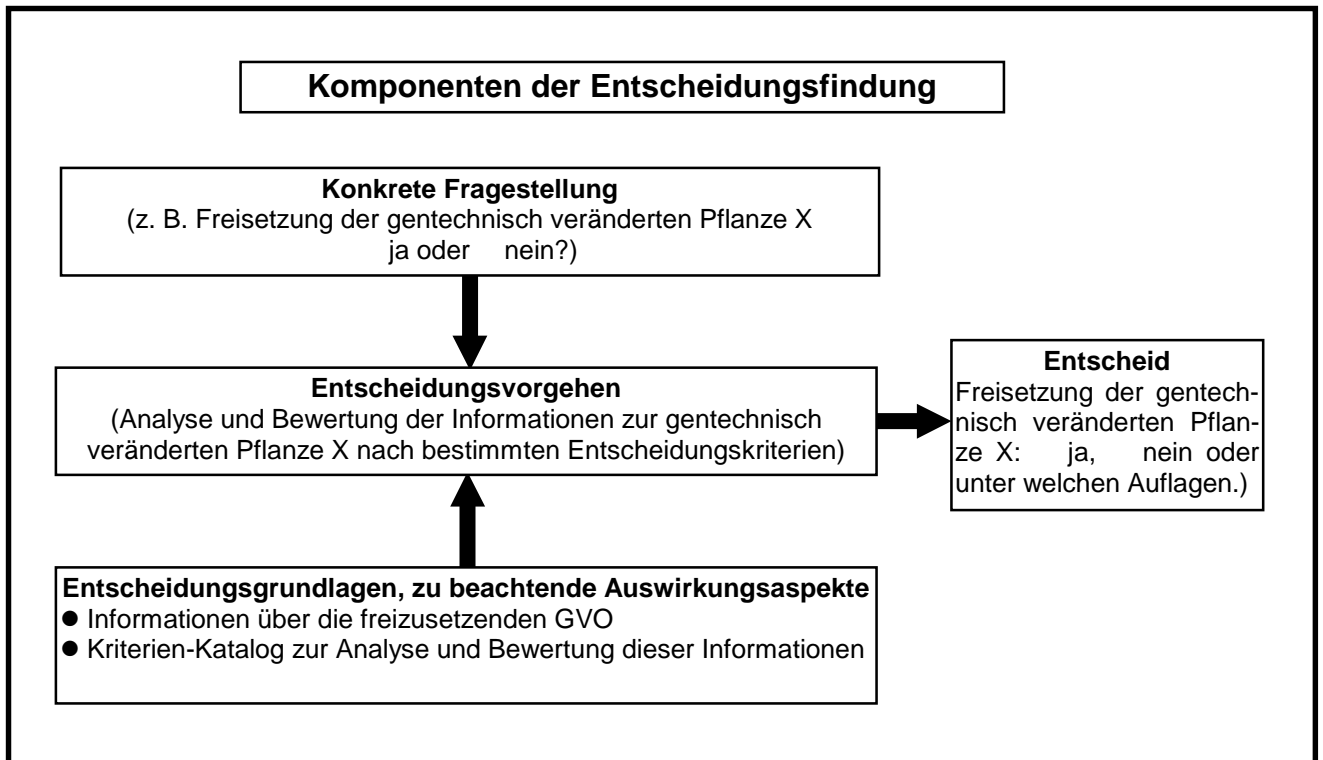 Komponenten der Entscheidungsfindung
Konkrete Fragestellung
(z. B. Freisetzung der gentechnisch veränderten Pflanze X
ja oder nein?)
Entscheidungsvorgehen
(Analyse und Bewertung der Informationen zur gentechnisch
veränderten Pflanze X nach bestimmten Entscheidungskriterien)
Entscheid
Freisetzung der gentech-
nisch veränderten Pflan-
ze X: ja, nein oder
unter welchen Auflagen.)
Entscheidungsgrundlagen, zu beachtende Auswirkungsaspekte
● Informationen über die freizusetzenden GVO
● Kriterien-Katalog zur Analyse und Bewertung dieser Informationen